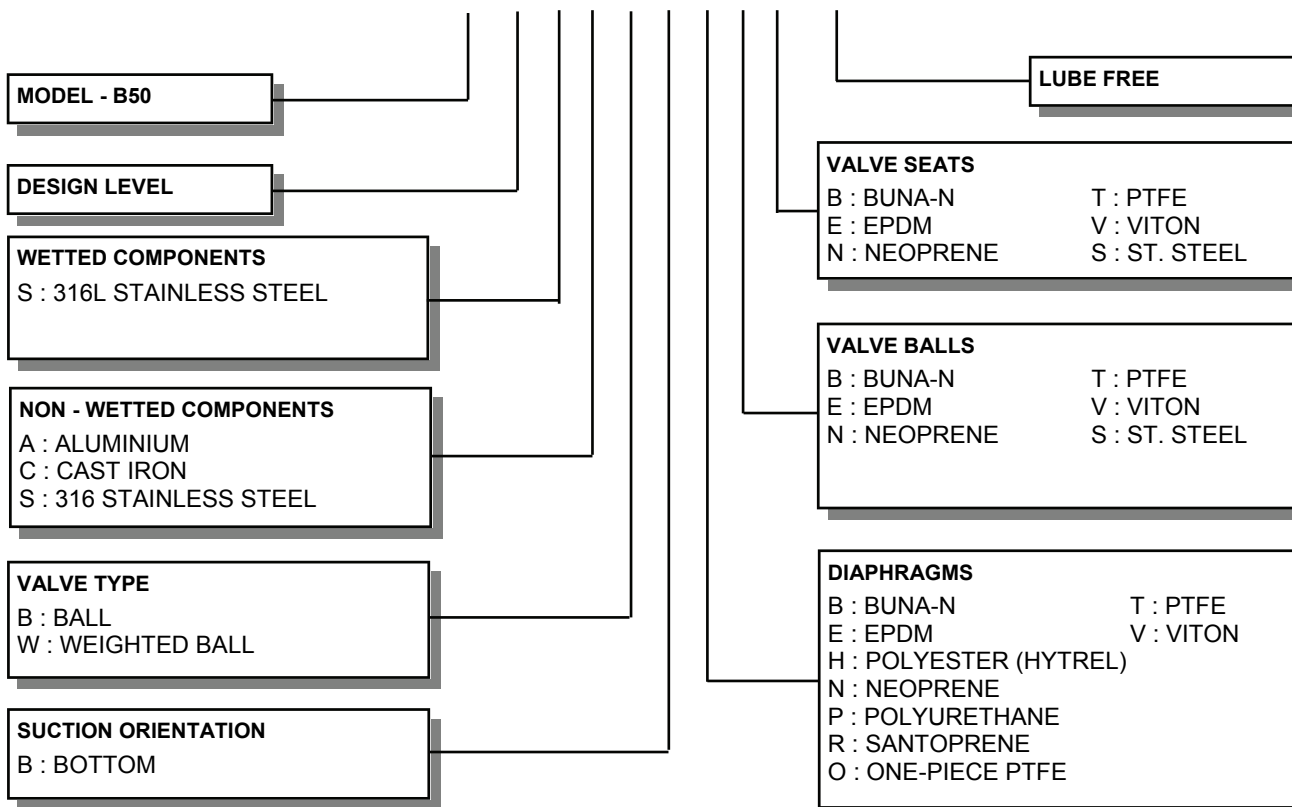 MODEL - B50
DESIGN LEVEL
WETTED COMPONENTS
S : 316L STAINLESS STEEL
NON - WETTED COMPONENTS
A : ALUMINIUM
C : CAST IRON
S : 316 STAINLESS STEEL
VALVE TYPE
B : BALL
W : WEIGHTED BALL
SUCTION ORIENTATION
B : BOTTOM
LUBE FREE
VALVE SEATS
B : BUNA-N T : PTFE
E : EPDM V : VITON
N : NEOPRENE S : ST. STEEL
VALVE BALLS
B : BUNA-N T : PTFE
E : EPDM V : VITON
N : NEOPRENE S : ST. STEEL
DIAPHRAGMS
B : BUNA-N T : PTFE
E : EPDM V : VITON
H : POLYESTER (HYTREL)
N : NEOPRENE
P : POLYURETHANE
R : SANTOPRENE
O : ONE-PIECE PTFE